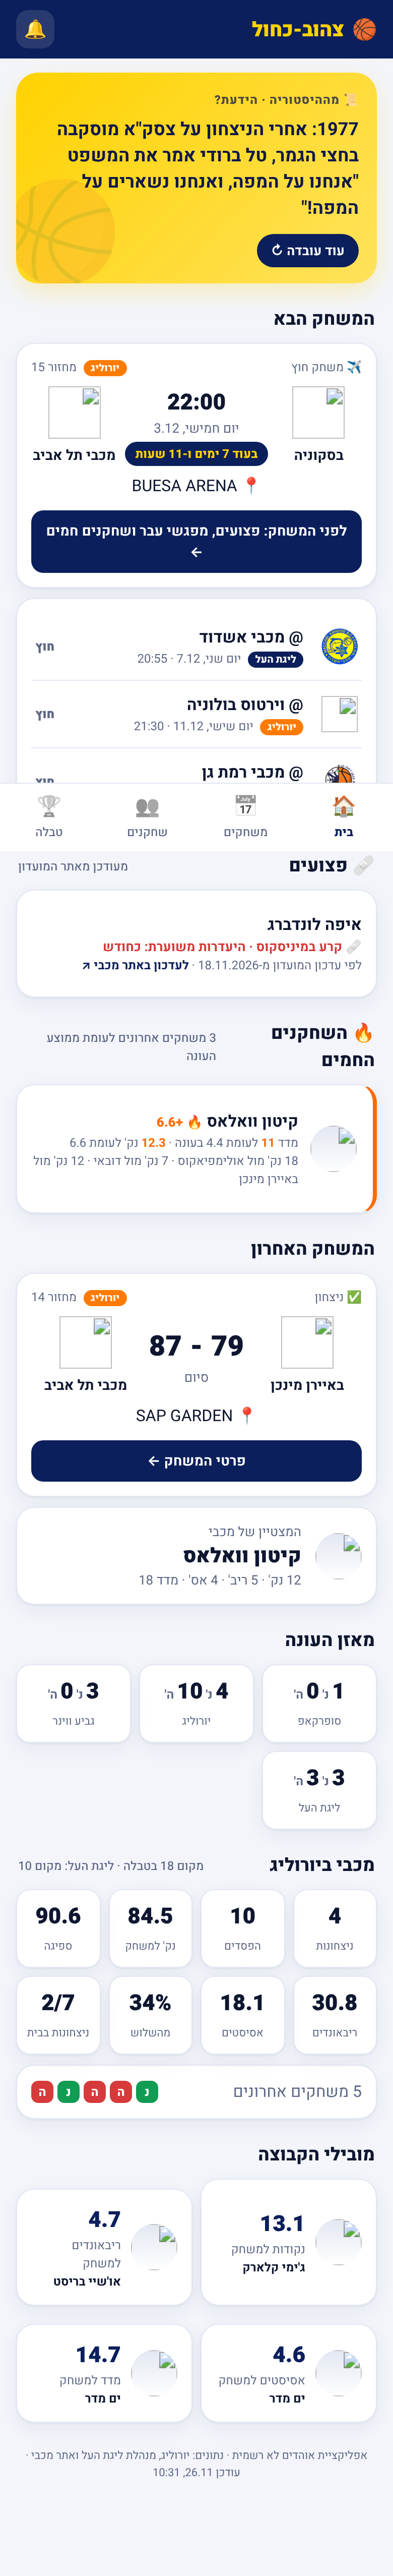 צהוב-כחול
מההיסטוריה · הידעת?
1977: אחרי הניצחון על צסק"א מוסקבה
בחצי הגמר, טל ברודי אמר את המשפט
"אנחנו על המפה, ואנחנו נשארים על
המפה!"
עוד עובדה ↻
המשחק הבא
משחק חוץ
יורוליג מחזור 15
22:00
יום חמישי, 3.12
בעוד 7 ימים ו-11 שעות
בסקוניה
מכבי תל אביב
BUESA ARENA
לפני המשחק: פצועים, מפגשי עבר ושחקנים חמים
←
@ מכבי אשדוד
ליגת העל יום שני, 7.12 · 20:55
חוץ
@ וירטוס בולוניה
יורוליג יום שישי, 11.12 · 21:30
חוץ
@ מכבי רמת גן
בית
משחקים
שחקנים
טבלה
פצועים
מעודכן מאתר המועדון
איפה לונדברג
קרע במיניסקוס · היעדרות משוערת: כחודש
לפי עדכון המועדון מ-18.11.2026 · לעדכון באתר מכבי ↗
השחקנים
החמים
3 משחקים אחרונים לעומת ממוצע
העונה
קיטון וואלאס +6.6
מדד 11 לעומת 4.4 בעונה · 12.3 נק' לעומת 6.6
18 נק' מול אולימפיאקוס · 7 נק' מול דובאי · 12 נק' מול
באיירן מינכן
המשחק האחרון
ניצחון
יורוליג מחזור 14
87 - 79
סיום
באיירן מינכן
מכבי תל אביב
SAP GARDEN
פרטי המשחק ←
המצטיין של מכבי
קיטון וואלאס
12 נק' · 5 ריב' · 4 אס' · מדד 18
מאזן העונה
1 נ' 0 ה'
סופרקאפ
4 נ' 10 ה'
יורוליג
3 נ' 0 ה'
גביע ווינר
3 נ' 3 ה'
ליגת העל
מכבי ביורוליג
מקום 18 בטבלה · ליגת העל: מקום 10
4
ניצחונות
10
הפסדים
84.5
נק' למשחק
90.6
ספיגה
30.8
ריבאונדים
18.1
אסיסטים
34%
מהשלוש
2/7
ניצחונות בבית
5 משחקים אחרונים
נ ה ה נ ה
מובילי הקבוצה
13.1
נקודות למשחק
ג'ימי קלארק
4.7
ריבאונדים
למשחק
או'שיי בריסט
4.6
אסיסטים למשחק
ים מדר
14.7
מדד למשחק
ים מדר
אפליקציית אוהדים לא רשמית · נתונים: יורוליג, מנהלת ליגת העל ואתר מכבי ·
עודכן 26.11, 10:31